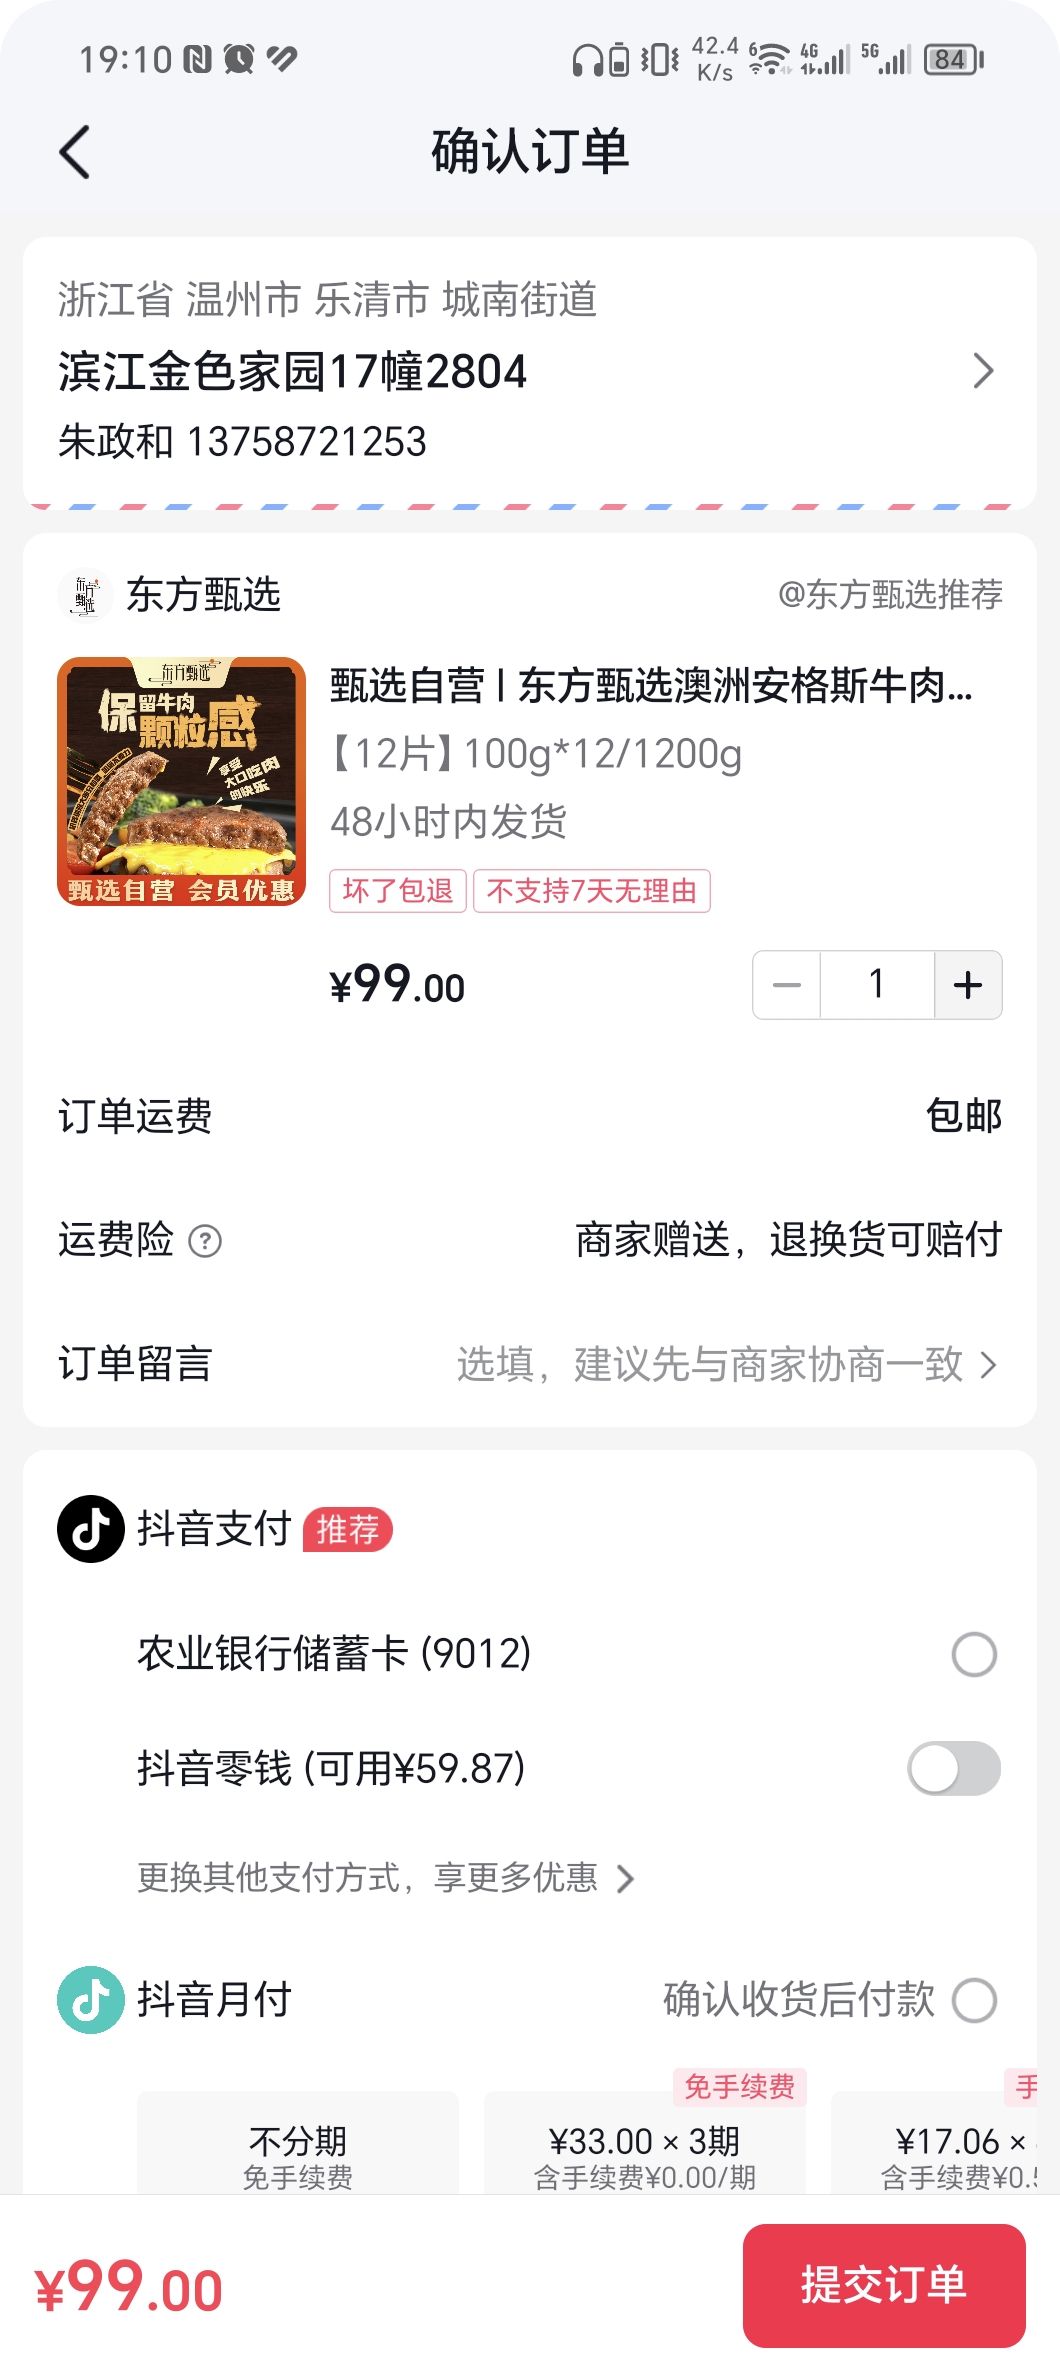 19:10
42.4 K/s
6
4G
5G
84
确认订单
浙江省 温州市 乐清市 城南街道
滨江金色家园17幢2804
朱政和 13758721253
东方甄选
@东方甄选推荐
东方甄选
保留牛肉颗粒感
享受
大口吃肉
的快乐
甄选自营 会员优惠
甄选自营 | 东方甄选澳洲安格斯牛肉...
【12片】100g*12/1200g
48小时内发货
坏了包退 不支持7天无理由
¥99.00
1
订单运费 包邮
运费险 ? 商家赠送，退换货可赔付
订单留言 选填，建议先与商家协商一致
抖音支付 推荐
农业银行储蓄卡 (9012)
抖音零钱 (可用¥59.87)
更换其他支付方式，享更多优惠
抖音月付 确认收货后付款
免手续费
手
不分期 ¥33.00 × 3期 ¥17.06 ×
免手续费 含手续费¥0.00/期 含手续费¥0.5
¥99.00
提交订单